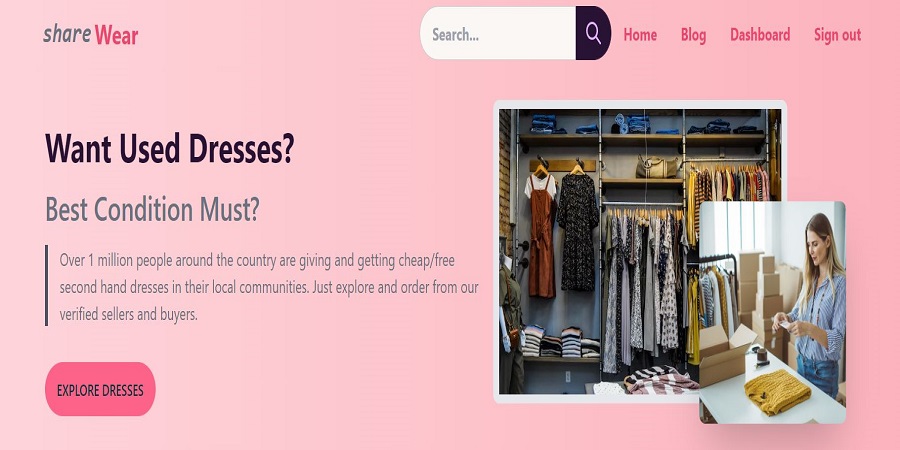 share Wear
Search...
Home Blog Dashboard Sign out
Want Used Dresses?
Best Condition Must?
Over 1 million people around the country are giving and getting cheap/free
second hand dresses in their local communities. Just explore and order from our
verified sellers and buyers.
EXPLORE DRESSES